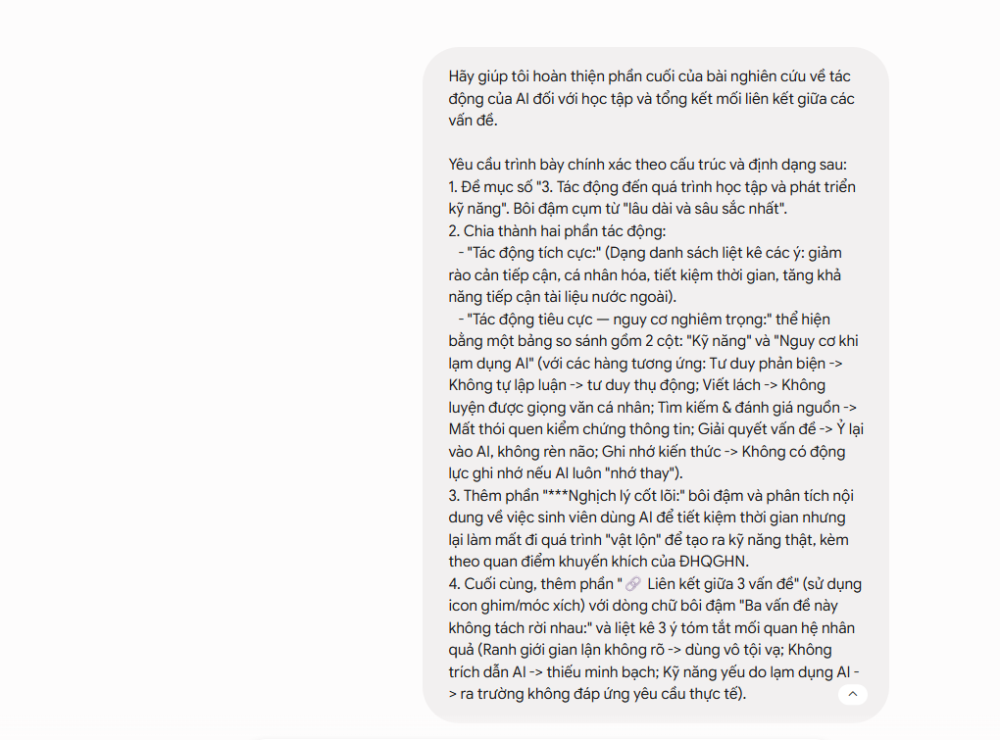 Hãy giúp tôi hoàn thiện phần cuối của bài nghiên cứu về tác
động của AI đối với học tập và tổng kết mối liên kết giữa các
vấn đề.
Yêu cầu trình bày chính xác theo cấu trúc và định dạng sau:
1. Đề mục số "3. Tác động đến quá trình học tập và phát triển
kỹ năng". Bôi đậm cụm từ "lâu dài và sâu sắc nhất".
2. Chia thành hai phần tác động:
- "Tác động tích cực:" (Dạng danh sách liệt kê các ý: giảm
rào cản tiếp cận, cá nhân hóa, tiết kiệm thời gian, tăng khả
năng tiếp cận tài liệu nước ngoài).
- "Tác động tiêu cực — nguy cơ nghiêm trọng:" thể hiện
bằng một bảng so sánh gồm 2 cột: "Kỹ năng" và "Nguy cơ khi
lạm dụng AI" (với các hàng tương ứng: Tư duy phản biện ->
Không tự lập luận -> tư duy thụ động; Viết lách -> Không
luyện được giọng văn cá nhân; Tìm kiếm & đánh giá nguồn ->
Mất thói quen kiểm chứng thông tin; Giải quyết vấn đề -> Ỷ lại
vào AI, không rèn não; Ghi nhớ kiến thức -> Không có động
lực ghi nhớ nếu AI luôn "nhớ thay").
3. Thêm phần "***Nghịch lý cốt lõi:" bôi đậm và phân tích nội
dung về việc sinh viên dùng AI để tiết kiệm thời gian nhưng
lại làm mất đi quá trình "vật lộn" để tạo ra kỹ năng thật, kèm
theo quan điểm khuyến khích của ĐHQGHN.
4. Cuối cùng, thêm phần "🔗 Liên kết giữa 3 vấn đề" (sử dụng
icon ghim/móc xích) với dòng chữ bôi đậm "Ba vấn đề này
không tách rời nhau:" và liệt kê 3 ý tóm tắt mối quan hệ nhân
quả (Ranh giới gian lận không rõ -> dùng vô tội vạ; Không
trích dẫn AI -> thiếu minh bạch; Kỹ năng yếu do lạm dụng AI -
> ra trường không đáp ứng yêu cầu thực tế).